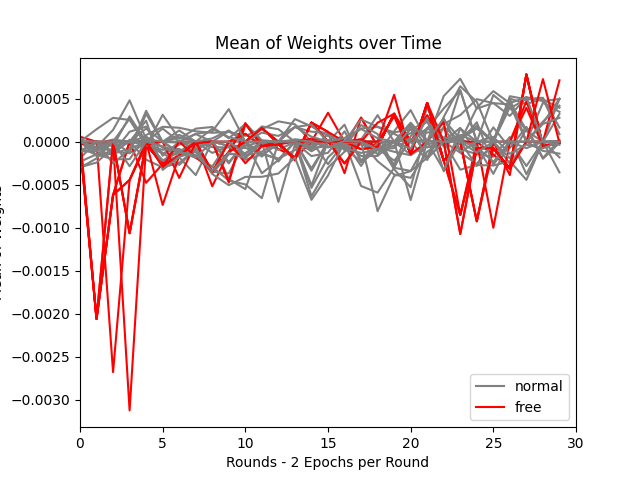 Mean of Weights over Time
0.0005
0.0000
−0.0005
−0.0010
−0.0015
−0.0020
−0.0025
−0.0030
0 5 10 15 20 25 30
Rounds - 2 Epochs per Round
normal
free